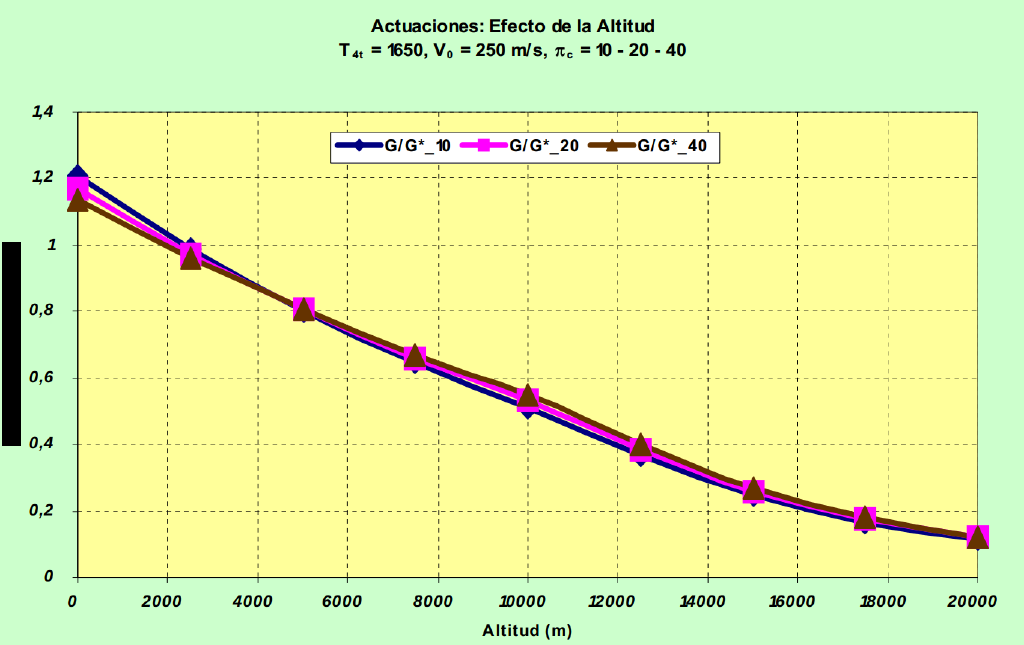 Actuaciones: Efecto de la Altitud
T₄ₜ = 1650, V₀ = 250 m/s, π꜀ = 10 - 20 - 40
1,4
G/G*_10 G/G*_20 G/G*_40
1,2
1
0,8
0,6
0,4
0,2
0
0 2000 4000 6000 8000 10000 12000 14000 16000 18000 20000
Altitud (m)